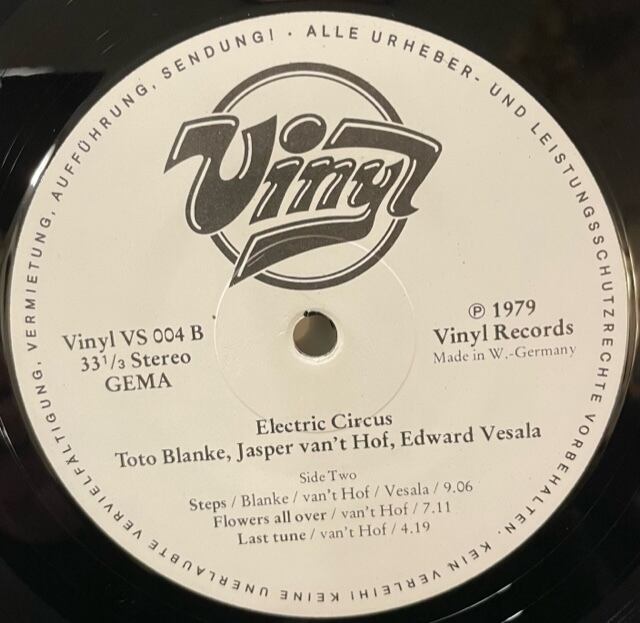 ALLE URHEBER- UND LEISTUNGSSCHUTZRECHTE VORBEHALTEN. KEIN VERLEIH! KEINE UNERLAUBTE VERVIELFÄLTIGUNG, VERMIETUNG, AUFFÜHRUNG, SENDUNG! ·
Vinyl
Vinyl VS 004 B
33 1/3 Stereo
GEMA
℗ 1979
Vinyl Records
Made in W.-Germany
Electric Circus
Toto Blanke, Jasper van't Hof, Edward Vesala
Side Two
Steps / Blanke / van't Hof / Vesala / 9.06
Flowers all over / van't Hof / 7.11
Last tune / van't Hof / 4.19